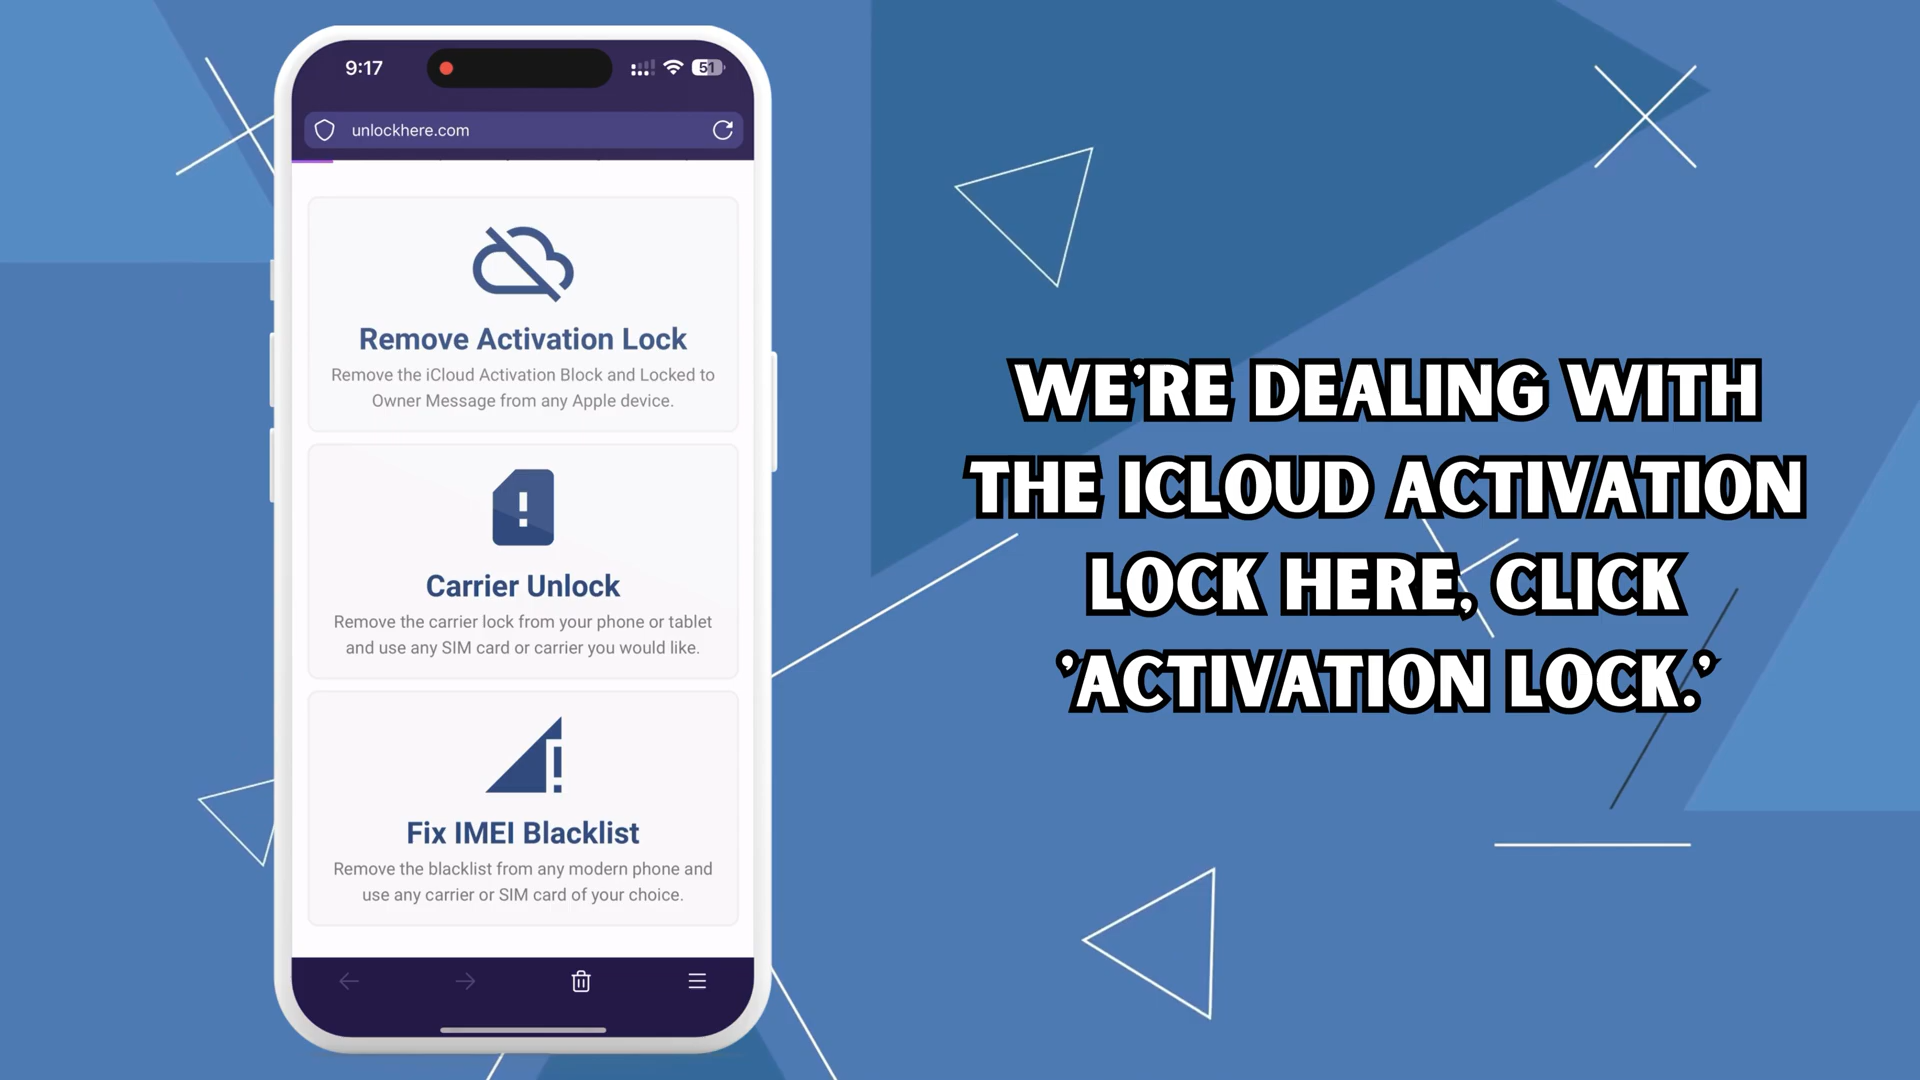 9:17
51
unlockhere.com
Remove Activation Lock
Remove the iCloud Activation Block and Locked to
Owner Message from any Apple device.
Carrier Unlock
Remove the carrier lock from your phone or tablet
and use any SIM card or carrier you would like.
Fix IMEI Blacklist
Remove the blacklist from any modern phone and
use any carrier or SIM card of your choice.
WE'RE DEALING WITH
THE ICLOUD ACTIVATION
LOCK HERE, CLICK
'ACTIVATION LOCK.'